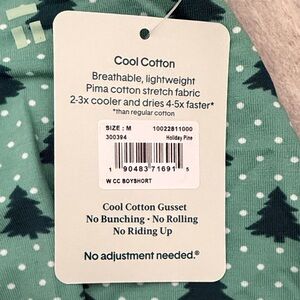 Cool Cotton
Breathable, lightweight
Pima cotton stretch fabric
2-3x cooler and dries 4-5x faster*
*than regular cotton
SIZE : M 10022811000
300394 Holiday Pine
1 90483 71691 5
W CC BOYSHORT
Cool Cotton Gusset
No Bunching • No Rolling
No Riding Up
No adjustment needed.®